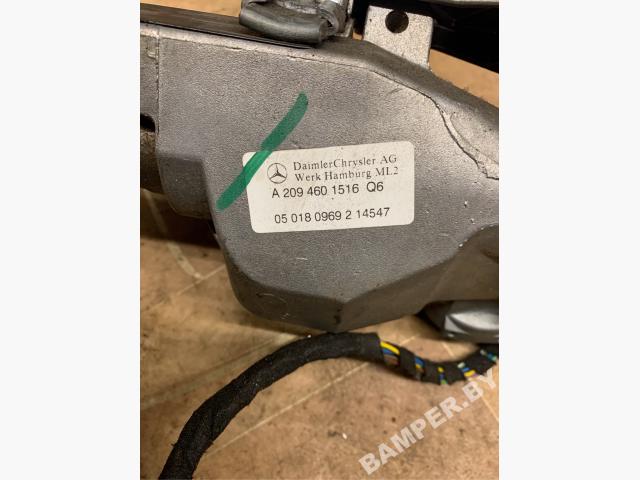 DaimlerChrysler AG
Werk Hamburg ML2
A 209 460 1516 Q6
05 018 0969 2 14547
BAMPER.BY